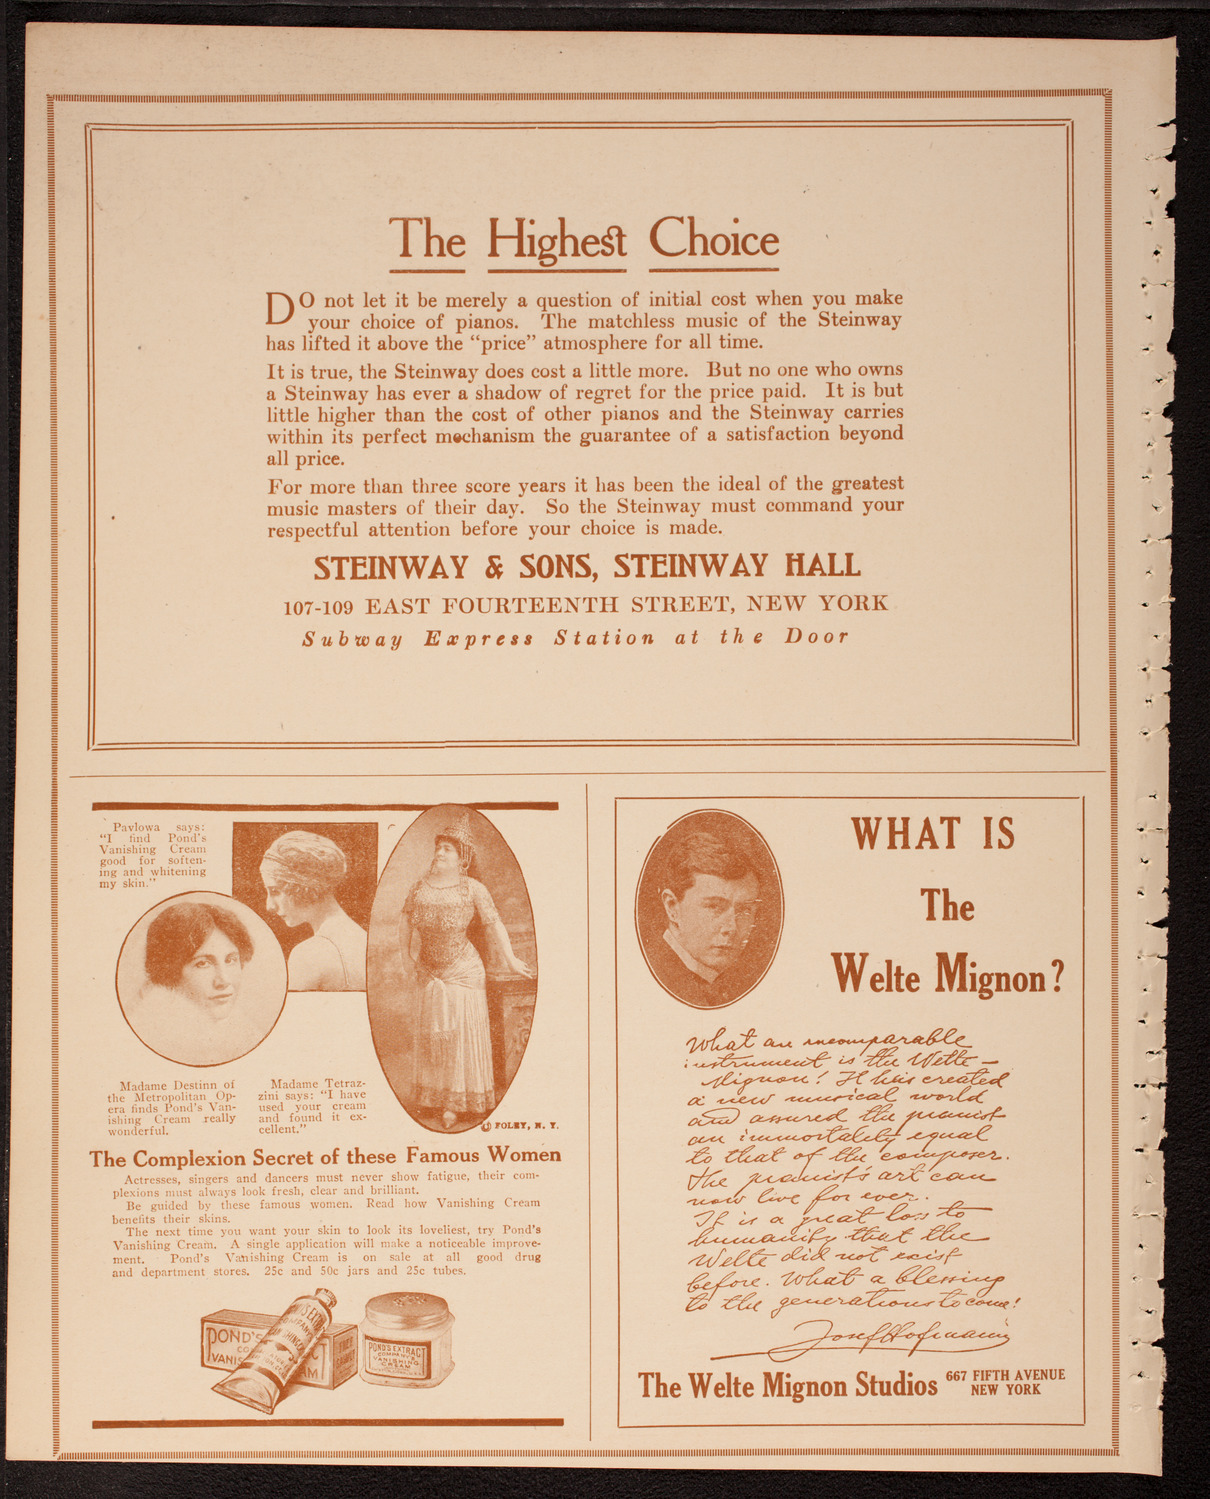 The Highest Choice
DO not let it be merely a question of initial cost when you make
your choice of pianos. The matchless music of the Steinway
has lifted it above the "price" atmosphere for all time.
It is true, the Steinway does cost a little more. But no one who owns
a Steinway has ever a shadow of regret for the price paid. It is but
little higher than the cost of other pianos and the Steinway carries
within its perfect mechanism the guarantee of a satisfaction beyond
all price.
For more than three score years it has been the ideal of the greatest
music masters of their day. So the Steinway must command your
respectful attention before your choice is made.
STEINWAY & SONS, STEINWAY HALL
107-109 EAST FOURTEENTH STREET, NEW YORK
Subway Express Station at the Door
Pavlowa says:
"I find Pond's
Vanishing Cream
good for soften-
ing and whitening
my skin."
Madame Destinn of
the Metropolitan Op-
era finds Pond's Van-
ishing Cream really
wonderful.
Madame Tetraz-
zini says: "I have
used your cream
and found it ex-
cellent."
© FOLEY, N. Y.
The Complexion Secret of these Famous Women
Actresses, singers and dancers must never show fatigue, their com-
plexions must always look fresh, clear and brilliant.
Be guided by these famous women. Read how Vanishing Cream
benefits their skins.
The next time you want your skin to look its loveliest, try Pond's
Vanishing Cream. A single application will make a noticeable improve-
ment. Pond's Vanishing Cream is on sale at all good drug
and department stores. 25c and 50c jars and 25c tubes.
POND'S
VANIS
POND'S EXTRACT
COMPANY'S
VANISHING
CREAM
WHAT IS
The
Welte Mignon?
What an incomparable
instrument is the Welte-
Mignon! It has created
a new musical world
and assured the pianist
an immortality equal
to that of the composer.
The pianist's art can
now live for ever.
It is a great loss to
humanity that the
Welte did not exist
before. What a blessing
to the generations to come!
Josef Hofmann
The Welte Mignon Studios 667 FIFTH AVENUE
NEW YORK